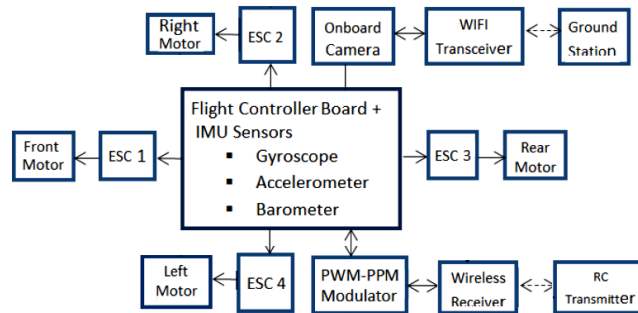 Right
Motor
ESC 2
Onboard
Camera
WIFI
Transceiver
Ground
Station
Flight Controller Board +
IMU Sensors
▪ Gyroscope
▪ Accelerometer
▪ Barometer
Front
Motor
ESC 1
ESC 3
Rear
Motor
Left
Motor
ESC 4
PWM-PPM
Modulator
Wireless
Receiver
RC
Transmitter